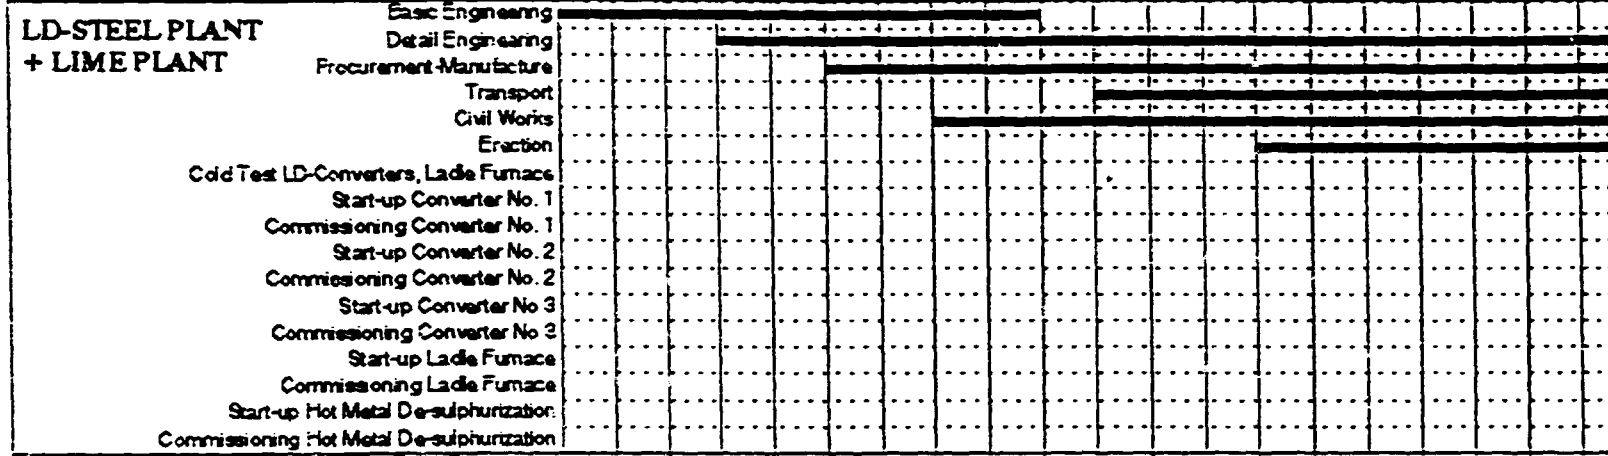 LD-STEEL PLANT
+ LIME PLANT
Basic Engineering
Detail Engineering
Procurement-Manufacture
Transport
Civil Works
Erection
Cold Test LD-Converters, Ladle Furnace
Start-up Converter No. 1
Commissioning Converter No. 1
Start-up Converter No. 2
Commissioning Converter No. 2
Start-up Converter No 3
Commissioning Converter No 3
Start-up Ladle Furnace
Commissioning Ladle Furnace
Start-up Hot Metal De-sulphurization
Commissioning Hot Metal De-sulphurization